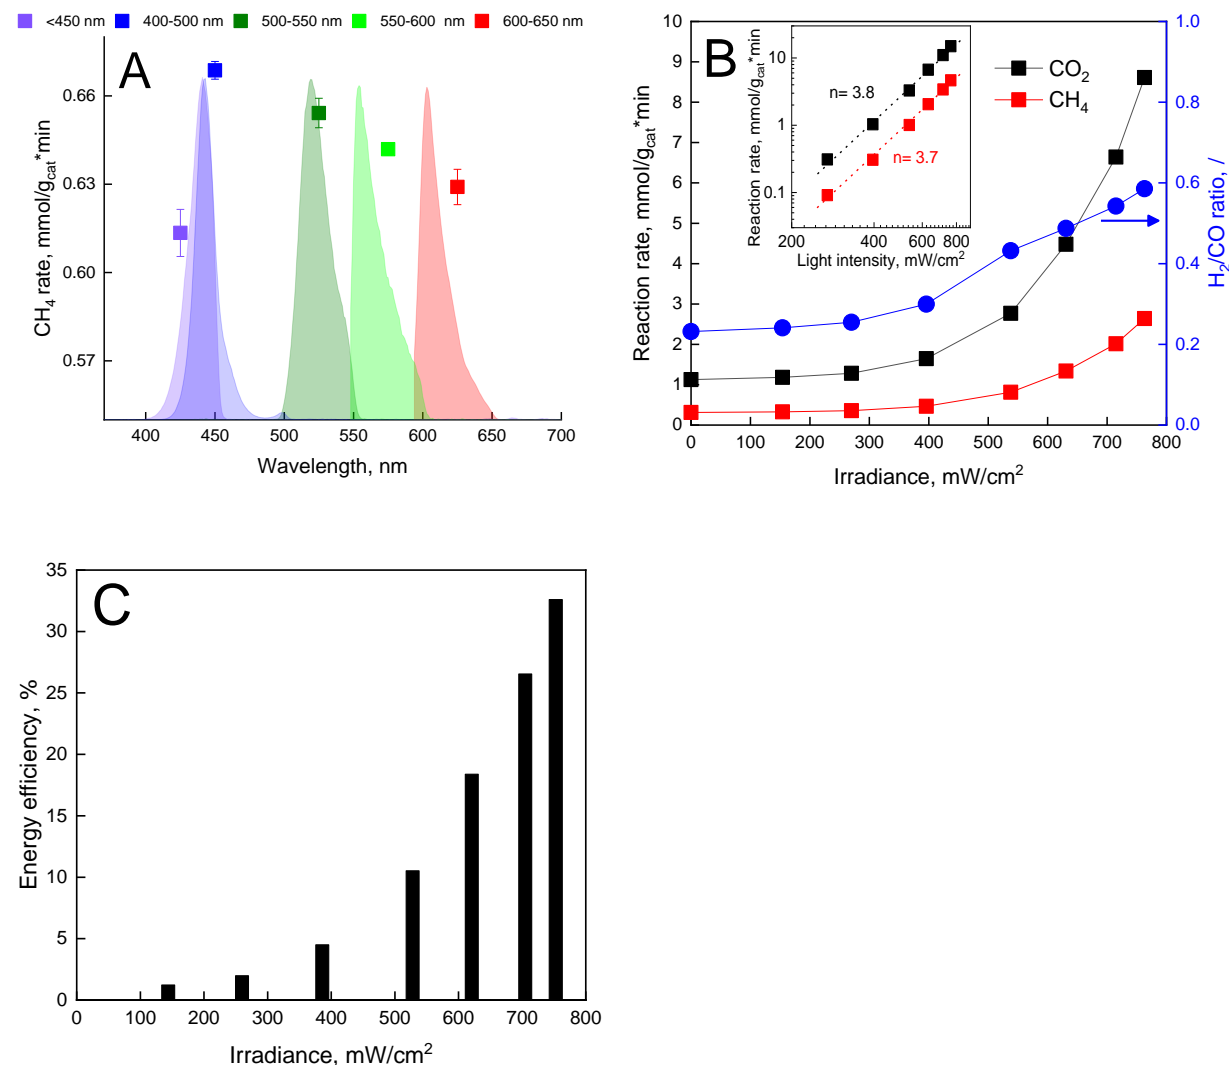 <450 nm 400-500 nm 500-550 nm 550-600 nm 600-650 nm
A
CH4 rate, mmol/gcat*min
0.66
0.63
0.60
0.57
400 450 500 550 600 650 700
Wavelength, nm
B
Reaction rate, mmol/gcat*min
10
9
8
7
6
5
4
3
2
1
0
0 100 200 300 400 500 600 700 800
Irradiance, mW/cm2
1.0
0.8
0.6
0.4
0.2
0.0
H2/CO ratio, /
CO2
CH4
Reaction rate, mmol/gcat*min
10
1
0.1
n= 3.8
n= 3.7
200 400 600 800
Light intensity, mW/cm2
C
Energy efficiency, %
35
30
25
20
15
10
5
0
0 100 200 300 400 500 600 700 800
Irradiance, mW/cm2